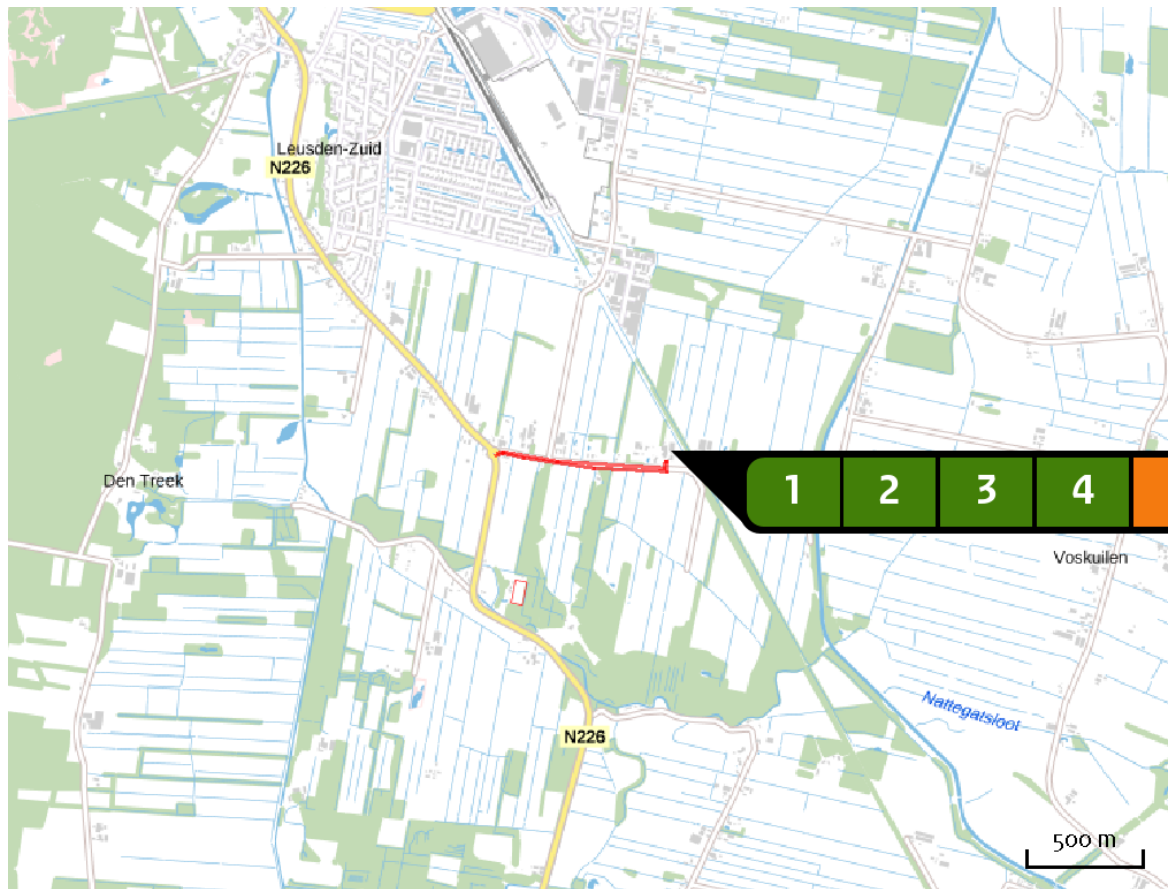 Leusden-Zuid
N226
Den Treek
1 2 3 4
Voskuilen
Nattegatsloot
N226
500 m